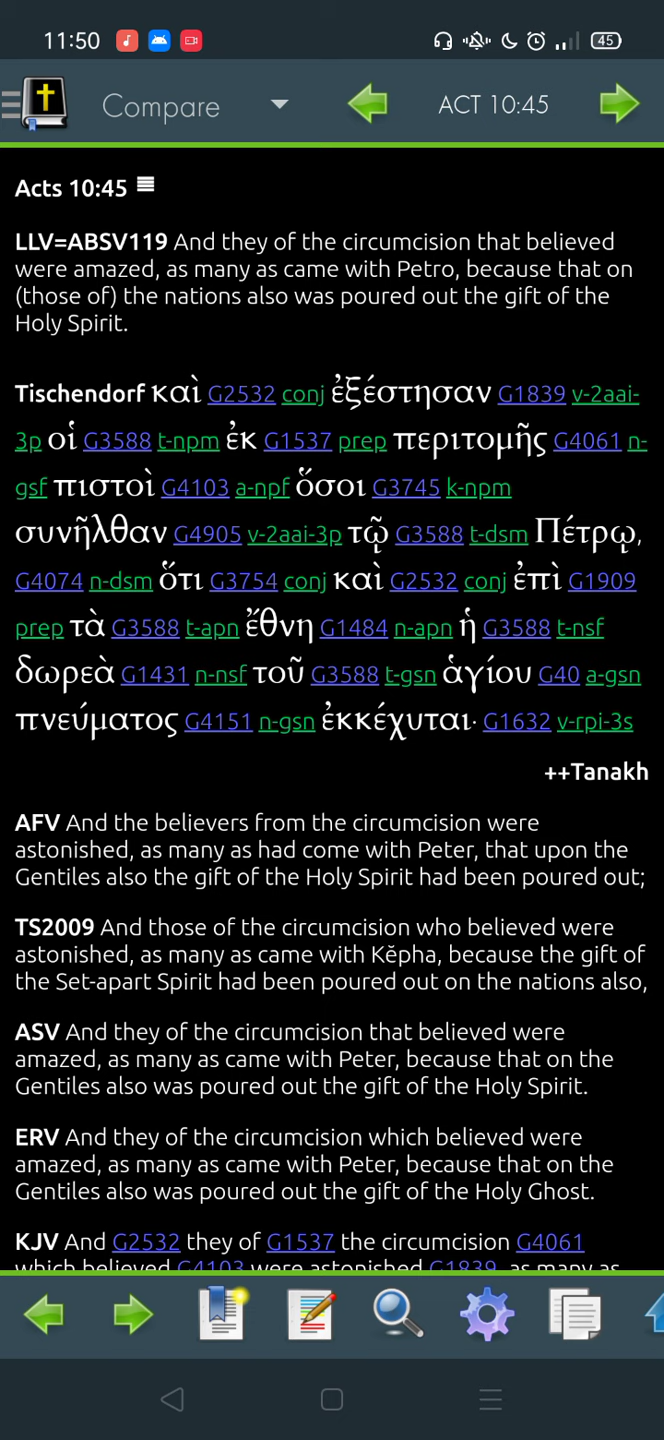 11:50
45
Compare
ACT 10:45
Acts 10:45
LLV=ABSV119 And they of the circumcision that believed
were amazed, as many as came with Petro, because that on
(those of) the nations also was poured out the gift of the
Holy Spirit.
Tischendorf καὶ G2532 conj ἐξέστησαν G1839 v-2aai-
3p οἱ G3588 t-npm ἐκ G1537 prep περιτομῆς G4061 n-
gsf πιστοὶ G4103 a-npf ὅσοι G3745 k-npm
συνῆλθαν G4905 v-2aai-3p τῷ G3588 t-dsm Πέτρῳ,
G4074 n-dsm ὅτι G3754 conj καὶ G2532 conj ἐπὶ G1909
prep τὰ G3588 t-apn ἔθνη G1484 n-apn ἡ G3588 t-nsf
δωρεὰ G1431 n-nsf τοῦ G3588 t-gsn ἁγίου G40 a-gsn
πνεύματος G4151 n-gsn ἐκκέχυται· G1632 v-rpi-3s
++Tanakh
AFV And the believers from the circumcision were
astonished, as many as had come with Peter, that upon the
Gentiles also the gift of the Holy Spirit had been poured out;
TS2009 And those of the circumcision who believed were
astonished, as many as came with Kĕpha, because the gift of
the Set-apart Spirit had been poured out on the nations also,
ASV And they of the circumcision that believed were
amazed, as many as came with Peter, because that on the
Gentiles also was poured out the gift of the Holy Spirit.
ERV And they of the circumcision which believed were
amazed, as many as came with Peter, because that on the
Gentiles also was poured out the gift of the Holy Ghost.
KJV And G2532 they of G1537 the circumcision G4061
which believed G4103 were astonished G1839, as many as